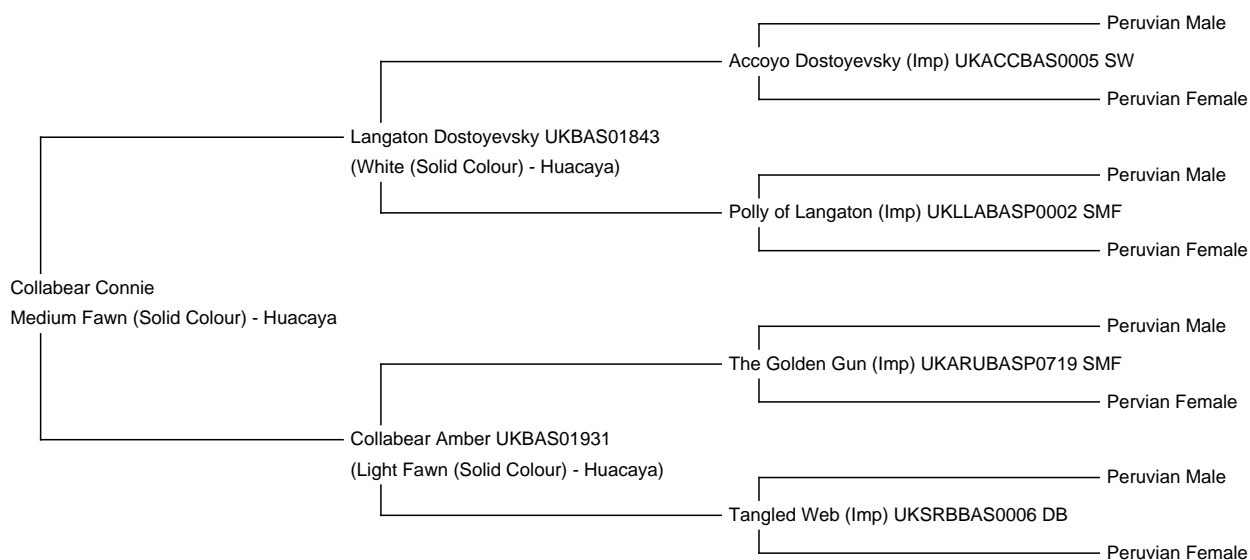 Peruvian Male
Accoyo Dostoyevsky (Imp) UKACCBAS0005 SW
Peruvian Female
Langaton Dostoyevsky UKBAS01843
(White (Solid Colour) - Huacaya)
Peruvian Male
Polly of Langaton (Imp) UKLLABASP0002 SMF
Peruvian Female
Collabear Connie
Medium Fawn (Solid Colour) - Huacaya
Peruvian Male
The Golden Gun (Imp) UKARUBASP0719 SMF
Pervian Female
Collabear Amber UKBAS01931
(Light Fawn (Solid Colour) - Huacaya)
Peruvian Male
Tangled Web (Imp) UKSRBBAS0006 DB
Peruvian Female